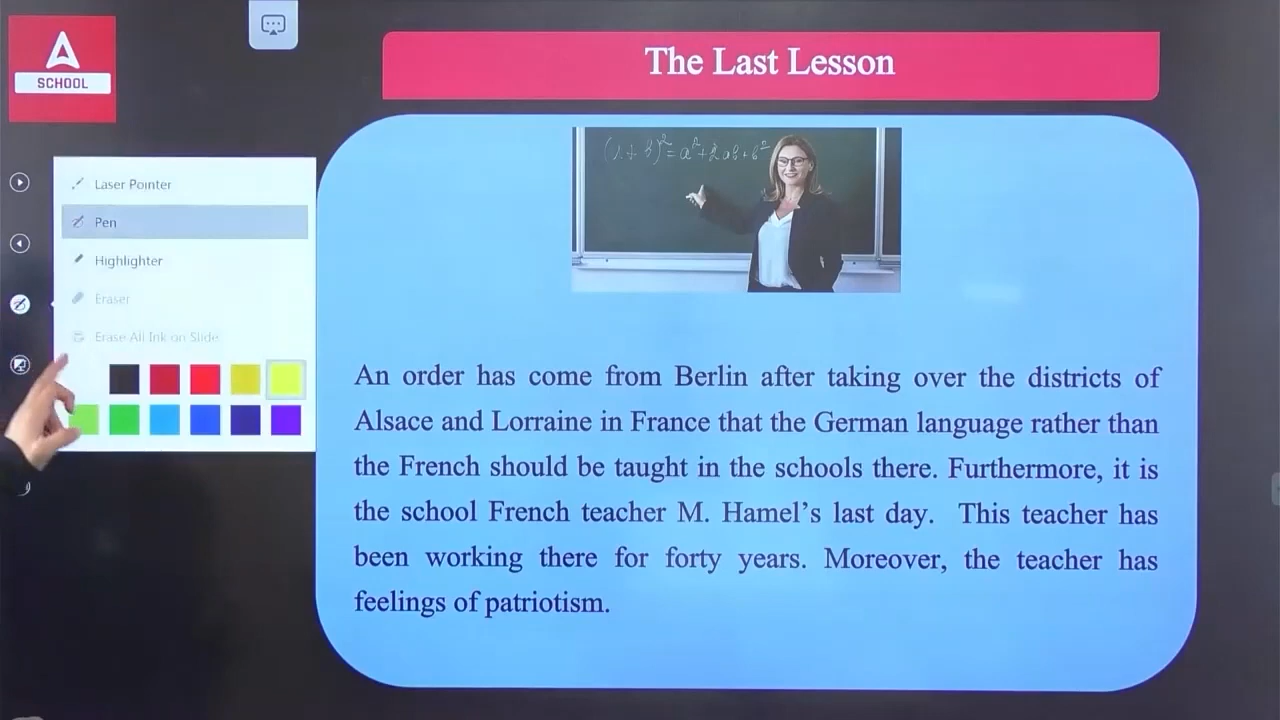 A
SCHOOL
The Last Lesson
Laser Pointer
Pen
Highlighter
Eraser
Erase All Ink on Slide
An order has come from Berlin after taking over the districts of
Alsace and Lorraine in France that the German language rather than
the French should be taught in the schools there. Furthermore, it is
the school French teacher M. Hamel's last day. This teacher has
been working there for forty years. Moreover, the teacher has
feelings of patriotism.